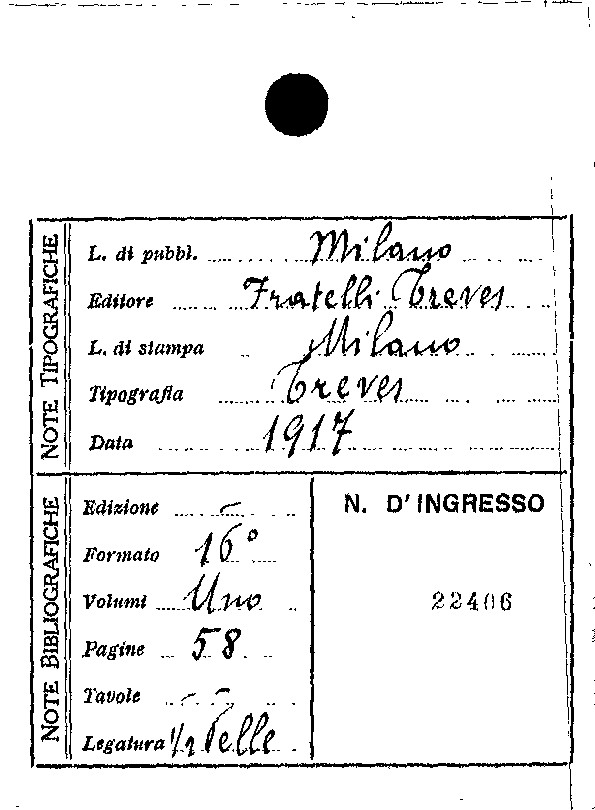 NOTE TIPOGRAFICHE
L. di pubbl. Milano
Editore Fratelli Treves
L. di stampa Milano
Tipografia Treves
Data 1917
NOTE BIBLIOGRAFICHE
Edizione —
Formato 16°
Volumi Uno
Pagine 58
Tavole — —
Legatura 1/2 Pelle
N. D'INGRESSO
22406